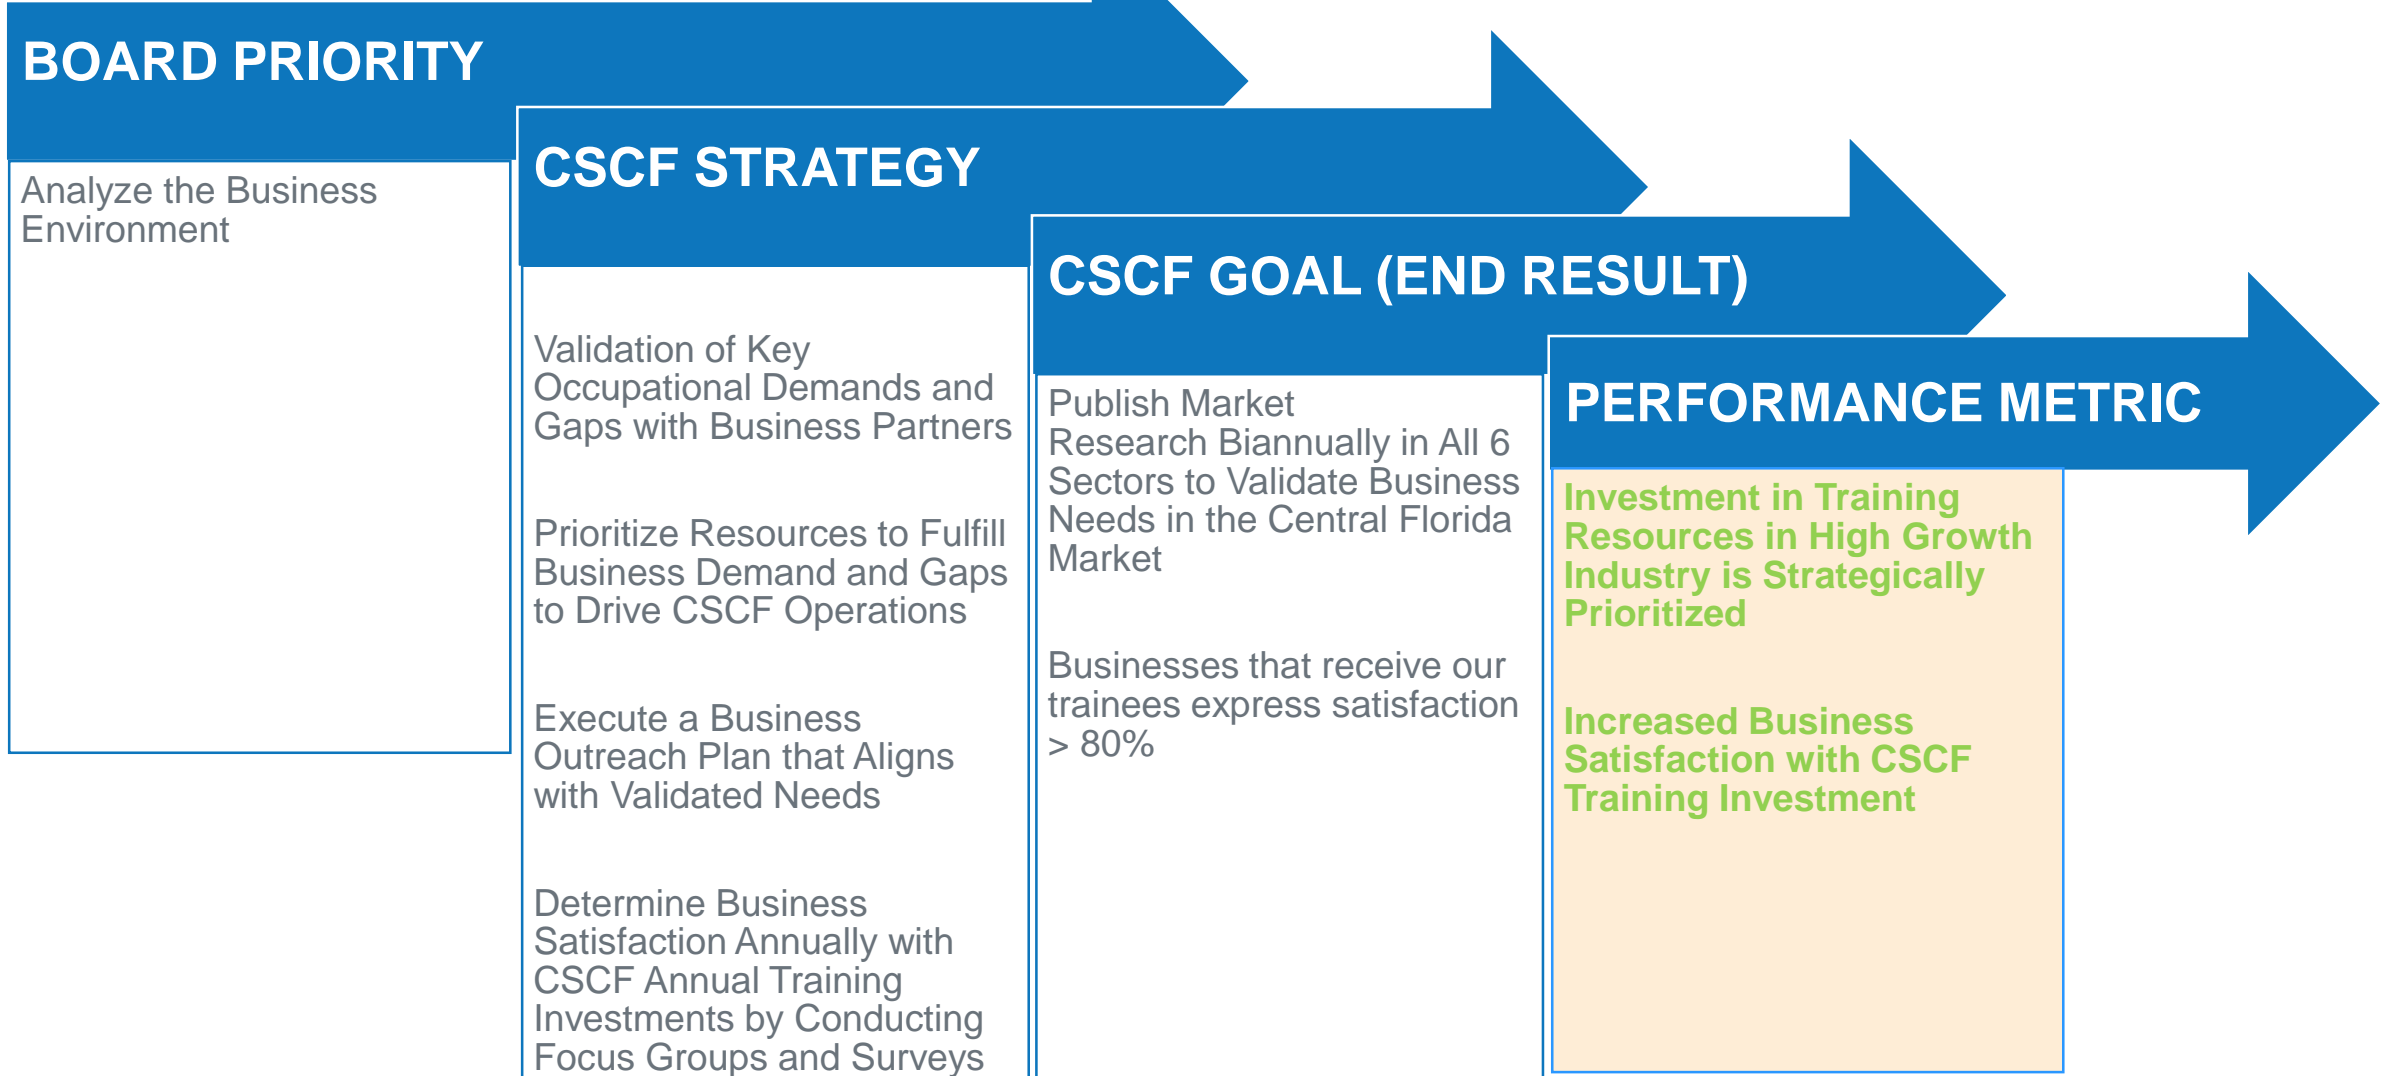 BOARD PRIORITY
Analyze the Business
Environment
CSCF STRATEGY
Validation of Key
Occupational Demands and
Gaps with Business Partners
Prioritize Resources to Fulfill
Business Demand and Gaps
to Drive CSCF Operations
Execute a Business
Outreach Plan that Aligns
with Validated Needs
Determine Business
Satisfaction Annually with
CSCF Annual Training
Investments by Conducting
Focus Groups and Surveys
CSCF GOAL (END RESULT)
Publish Market
Research Biannually in All 6
Sectors to Validate Business
Needs in the Central Florida
Market
Businesses that receive our
trainees express satisfaction
> 80%
PERFORMANCE METRIC
Investment in Training
Resources in High Growth
Industry is Strategically
Prioritized
Increased Business
Satisfaction with CSCF
Training Investment